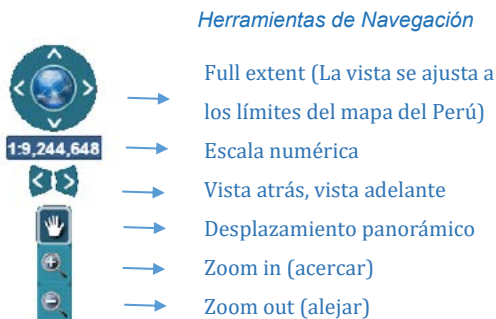 Herramientas de Navegación
Full extent (La vista se ajusta a
los límites del mapa del Perú)
1:9,244,648
Escala numérica
Vista atrás, vista adelante
Desplazamiento panorámico
Zoom in (acercar)
Zoom out (alejar)